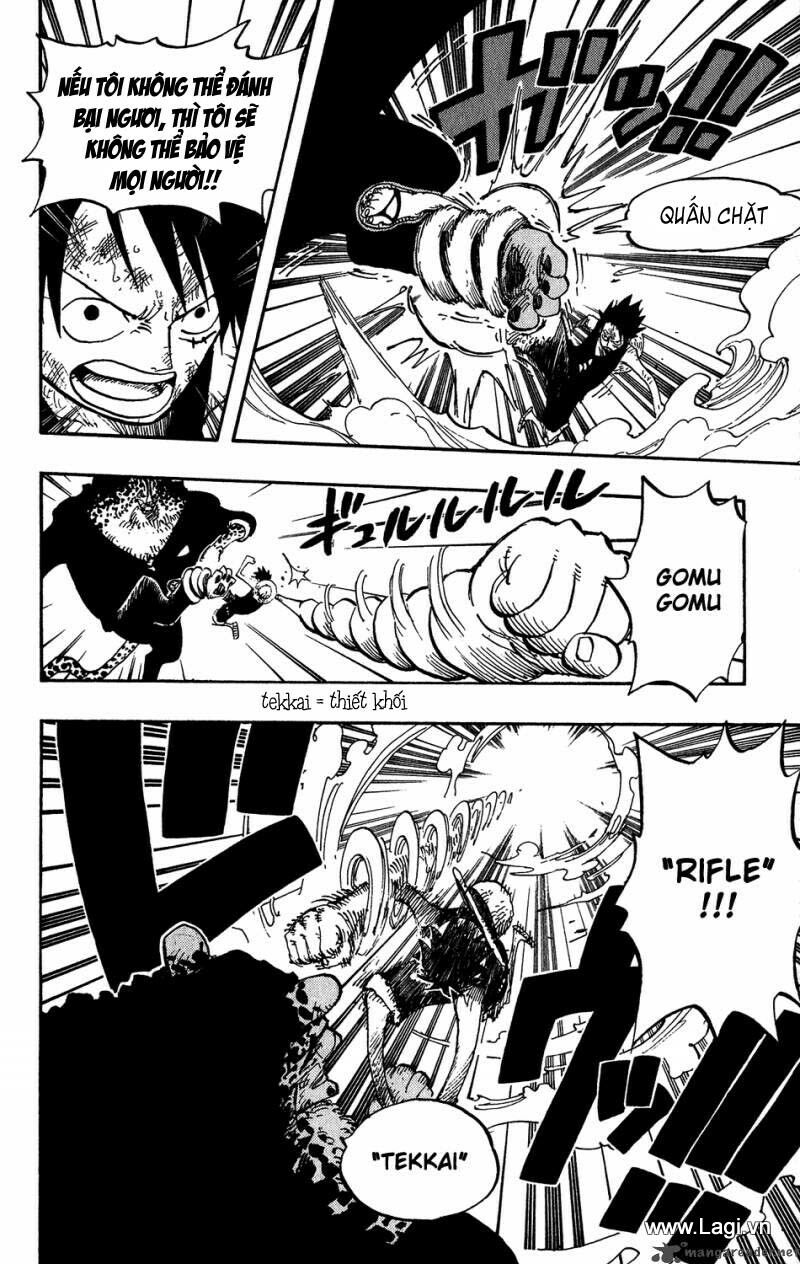 NẾU TÔI KHÔNG THỂ ĐÁNH
BẠI NGƯƠI, THÌ TÔI SẼ
KHÔNG THỂ BẢO VỆ
MỌI NGƯỜI!!
ガッ!!
QUẤN CHẶT
ギュルルルルル
GOMU
GOMU
tekkai = thiết khối
"RIFLE"
!!!
ドゥン!!
"TEKKAI"
www.Lagi.vn
mangareader.net